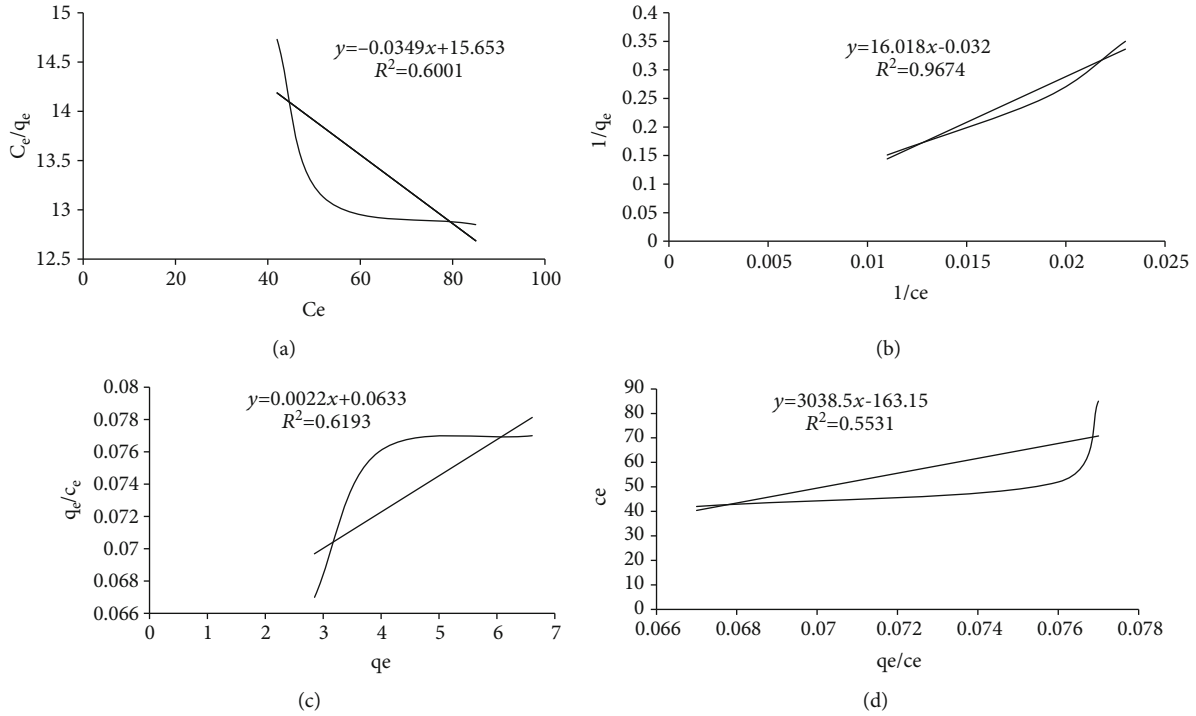 15
14.5
14
13.5
13
12.5
0 20 40 60 80 100
C_e/q_e
Ce
y=−0.0349x+15.653
R²=0.6001
(a)
0.4
0.35
0.3
0.25
0.2
0.15
0.1
0.05
0
0 0.005 0.01 0.015 0.02 0.025
1/q_e
1/ce
y=16.018x-0.032
R²=0.9674
(b)
0.08
0.078
0.076
0.074
0.072
0.07
0.068
0.066
0 1 2 3 4 5 6 7
q_e/c_e
qe
y=0.0022x+0.0633
R²=0.6193
(c)
90
80
70
60
50
40
30
20
10
0
0.066 0.068 0.07 0.072 0.074 0.076 0.078
ce
qe/ce
y=3038.5x-163.15
R²=0.5531
(d)